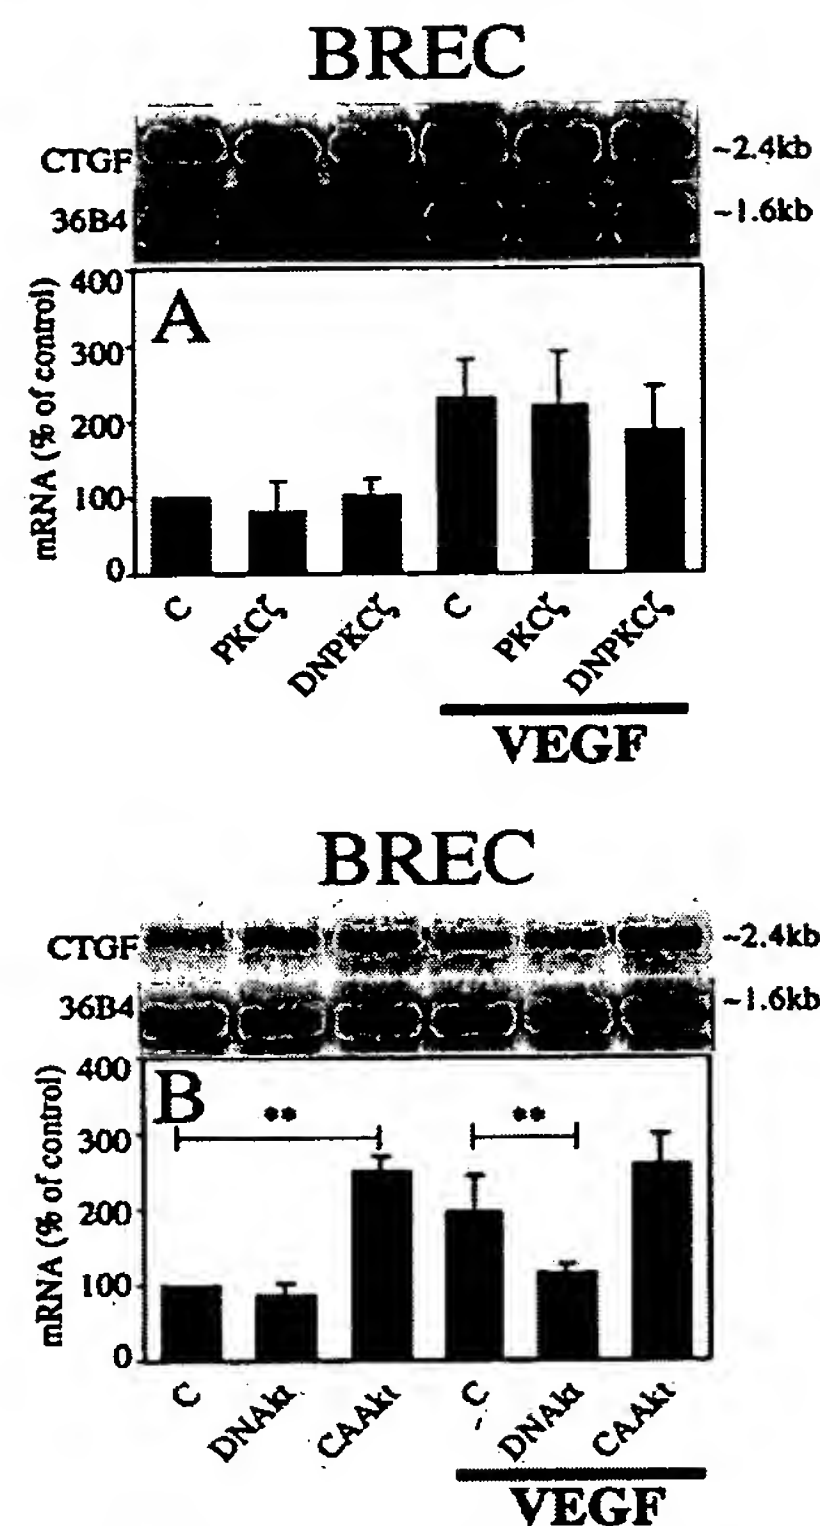 BREC
CTGF ~2.4kb
36B4 ~1.6kb
A
mRNA (% of control)
400
300
200
100
0
C PKCζ DNPKCζ C PKCζ DNPKCζ
VEGF
BREC
CTGF ~2.4kb
36B4 ~1.6kb
B
** **
mRNA (% of control)
400
300
200
100
0
C DNAkt CAAkt C DNAkt CAAkt
VEGF